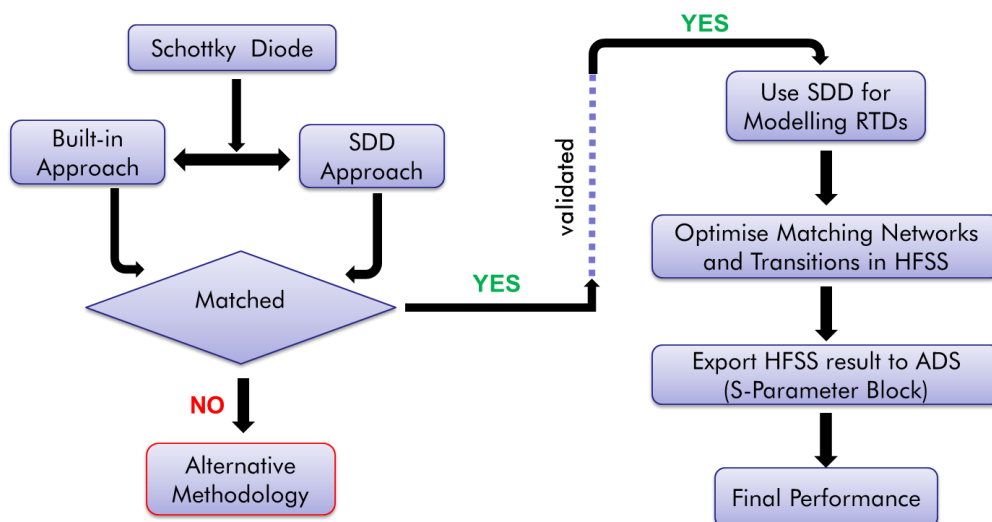 Schottky Diode
Built-in
Approach
SDD
Approach
Matched
NO
Alternative
Methodology
YES
validated
YES
Use SDD for
Modelling RTDs
Optimise Matching Networks
and Transitions in HFSS
Export HFSS result to ADS
(S-Parameter Block)
Final Performance